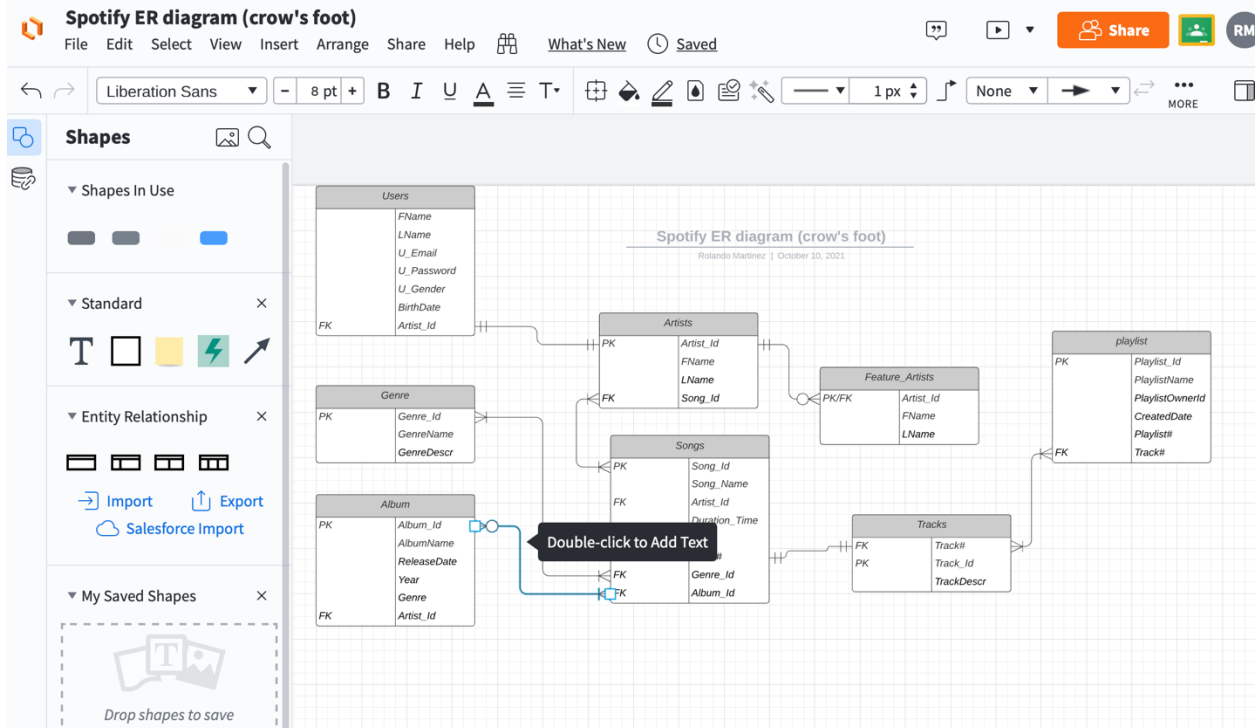 Spotify ER diagram (crow's foot)
File Edit Select View Insert Arrange Share Help What's New Saved
Share
RM
Liberation Sans
- 8 pt +
B I U A T
1 px
None
MORE
Shapes
Shapes In Use
Standard
T
Entity Relationship
Import Export
Salesforce Import
My Saved Shapes
T
Drop shapes to save
Spotify ER diagram (crow's foot)
Rolando Martinez | October 10, 2021
Users
FName
LName
U_Email
U_Password
U_Gender
BirthDate
FK Artist_Id
Genre
PK Genre_Id
GenreName
GenreDescr
Album
PK Album_Id
AlbumName
ReleaseDate
Year
Genre
FK Artist_Id
Artists
PK Artist_Id
FName
LName
FK Song_Id
Songs
PK Song_Id
Song_Name
FK Artist_Id
Duration_Time
#
FK Genre_Id
FK Album_Id
Double-click to Add Text
Feature_Artists
PK/FK Artist_Id
FName
LName
Tracks
FK Track#
PK Track_Id
TrackDescr
playlist
PK Playlist_Id
PlaylistName
PlaylistOwnerId
CreatedDate
Playlist#
FK Track#